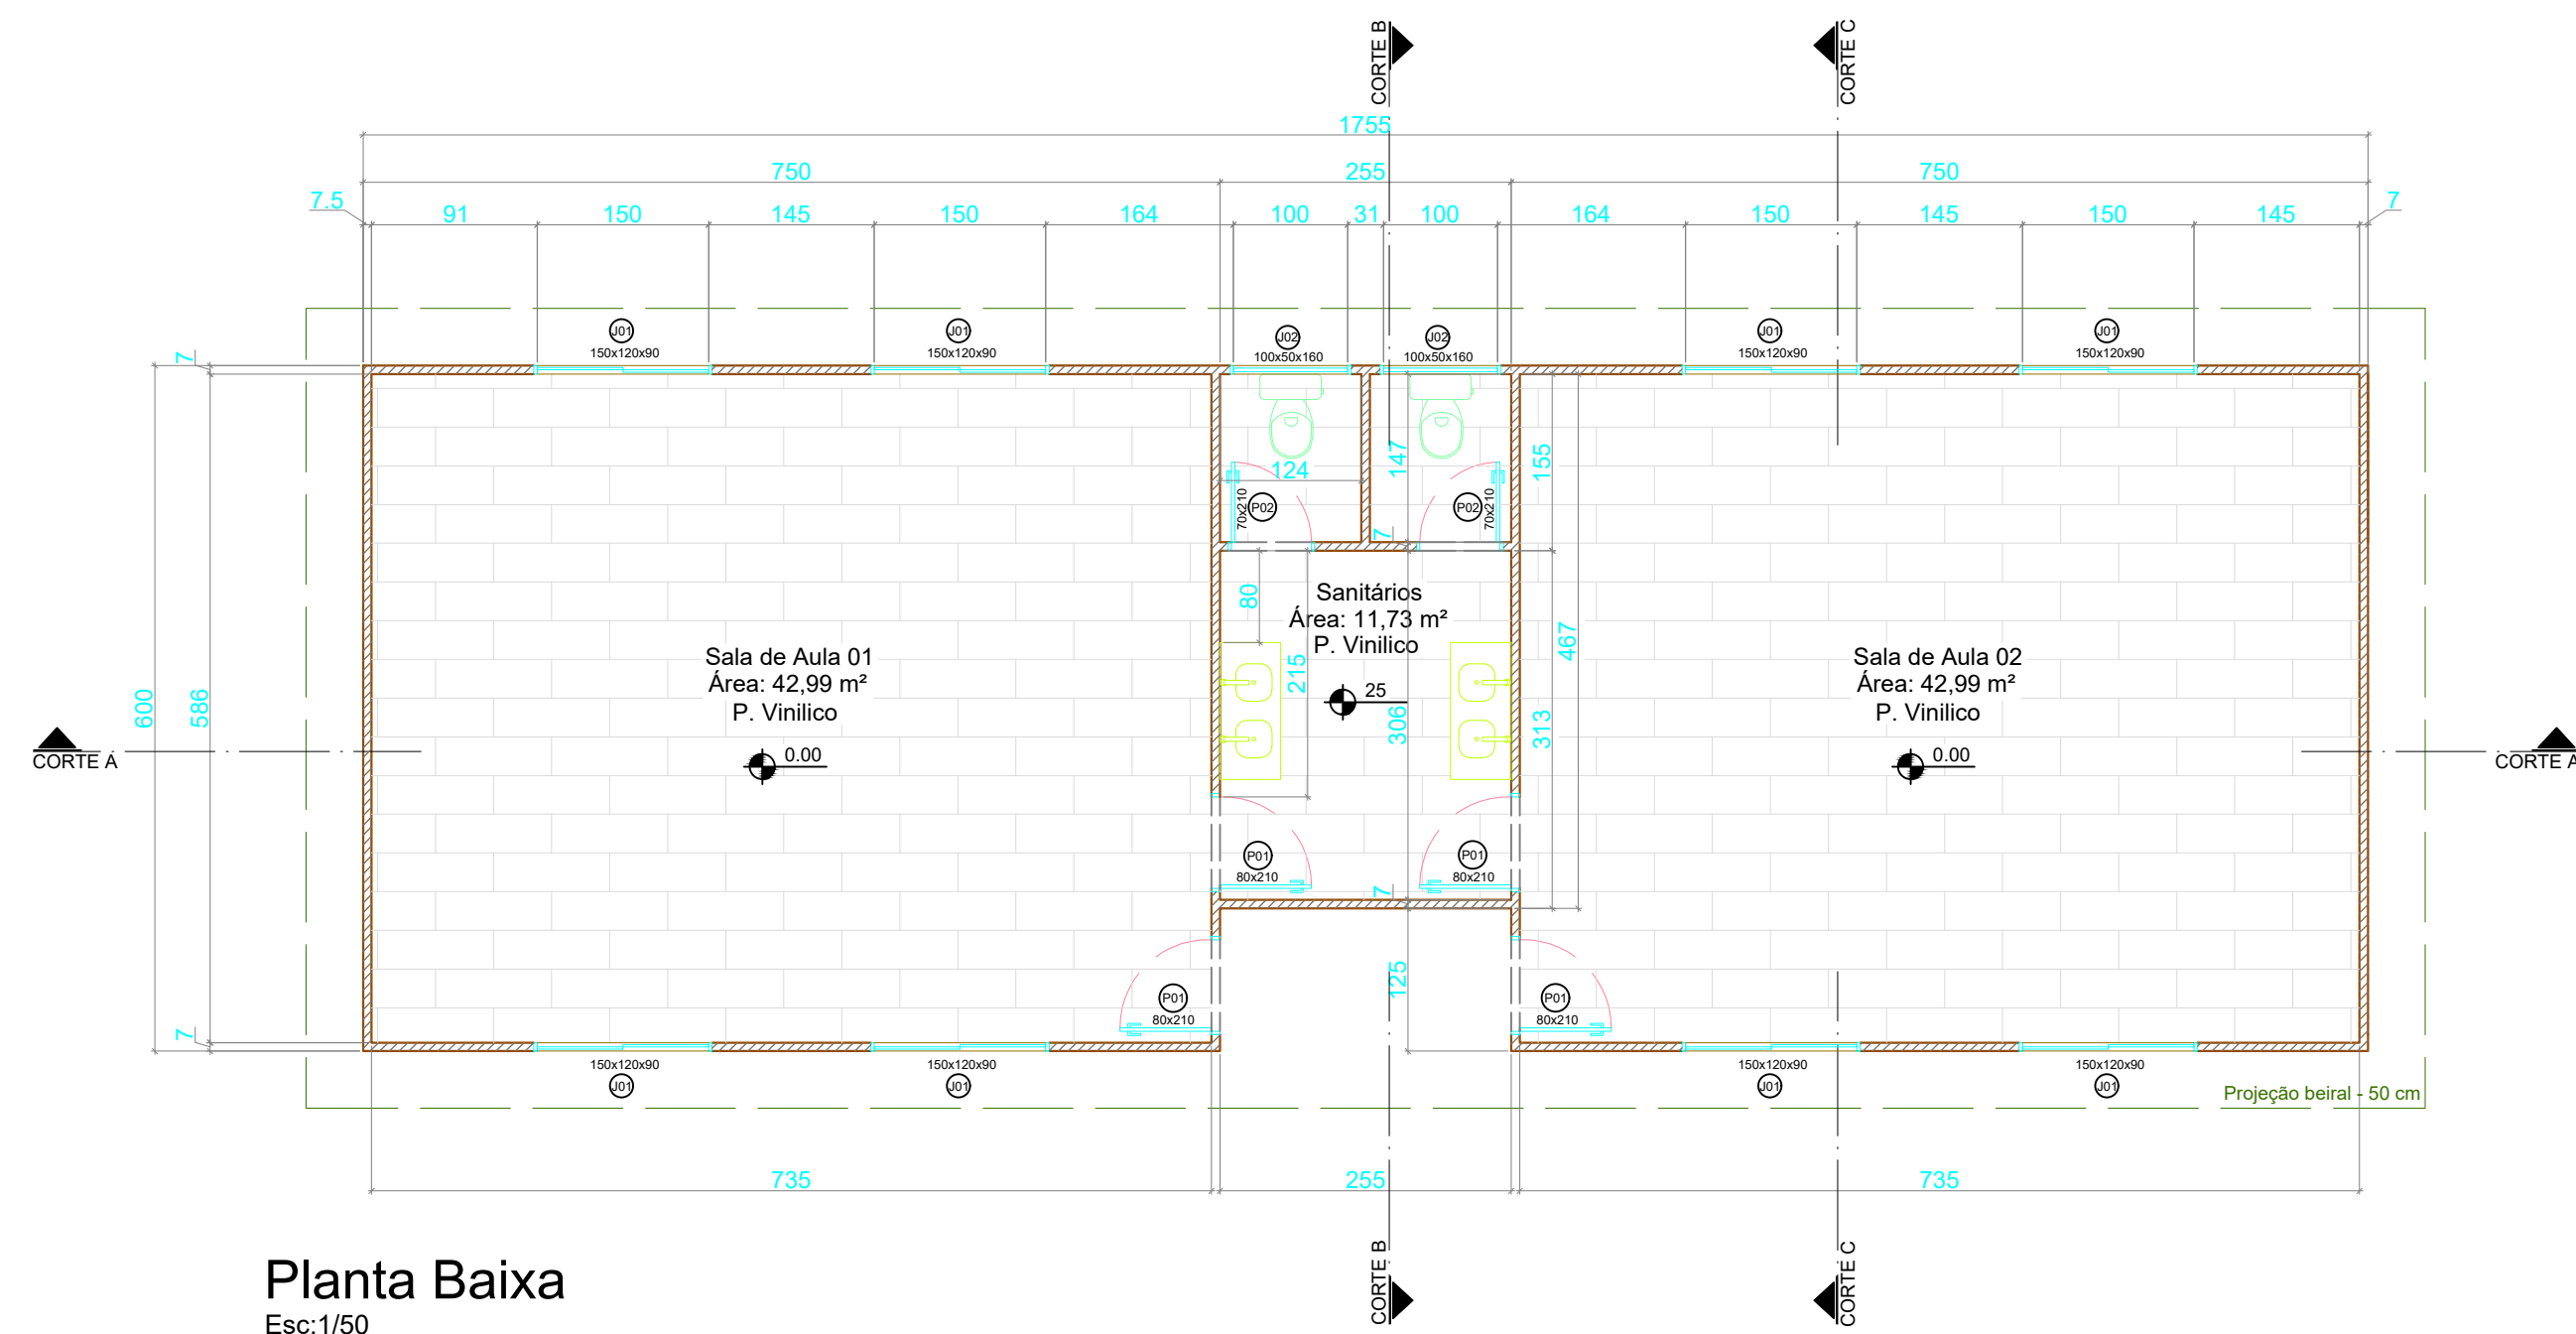 CORTE B
CORTE C
1755
750
255
750
7.5
91
150
145
150
164
100
31
100
164
150
145
150
145
7
J01
150x120x90
J01
150x120x90
J02
100x50x160
J02
100x50x160
J01
150x120x90
J01
150x120x90
7
600
586
7
124
147
155
P02
70x210
P02
70x210
7
80
215
467
306
313
Sanitários
Área: 11,73 m²
P. Vinilico
25
Sala de Aula 01
Área: 42,99 m²
P. Vinilico
0.00
Sala de Aula 02
Área: 42,99 m²
P. Vinilico
0.00
CORTE A
CORTE A
P01
80x210
P01
80x210
7
125
P01
80x210
P01
80x210
150x120x90
J01
150x120x90
J01
150x120x90
J01
150x120x90
J01
Projeção beiral - 50 cm
735
255
735
CORTE B
CORTE C
Planta Baixa
Esc:1/50